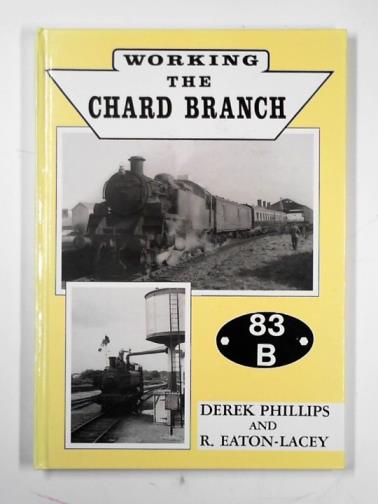 WORKING
THE
CHARD BRANCH
83
B
DEREK PHILLIPS
AND
R. EATON-LACEY